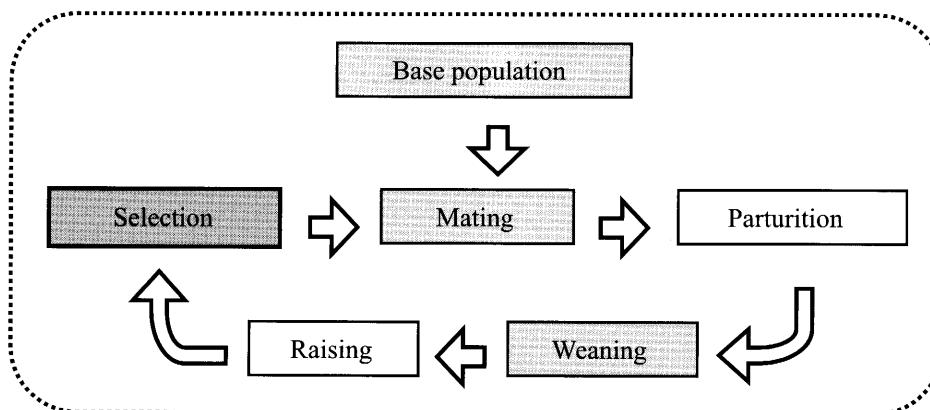 Base population
Selection
Mating
Parturition
Raising
Weaning